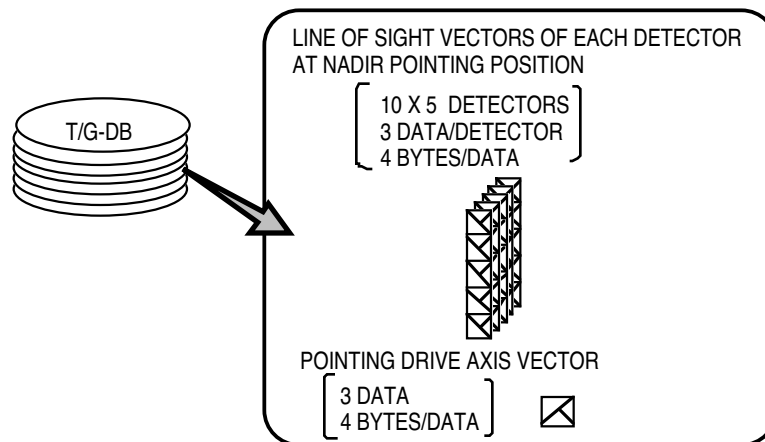 LINE OF SIGHT VECTORS OF EACH DETECTOR
AT NADIR POINTING POSITION
10 X 5 DETECTORS
3 DATA/DETECTOR
4 BYTES/DATA
T/G-DB
POINTING DRIVE AXIS VECTOR
3 DATA
4 BYTES/DATA